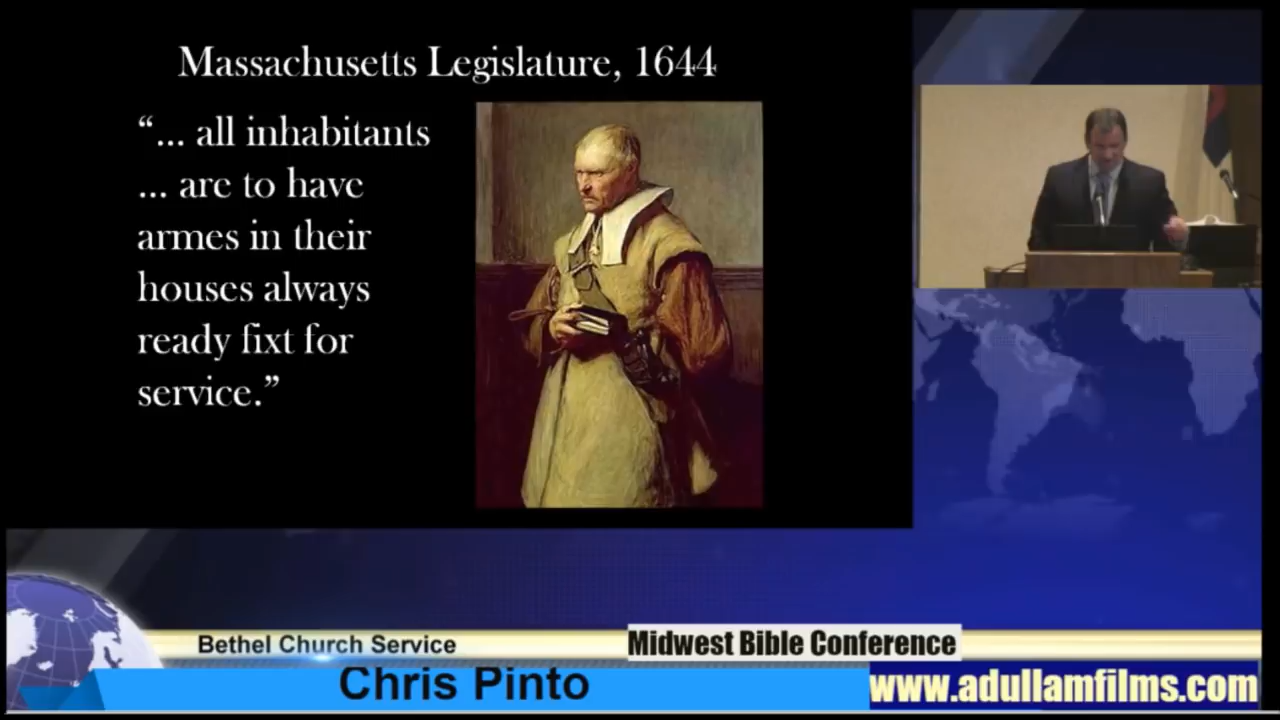 Massachusetts Legislature, 1644
“... all inhabitants
... are to have
armes in their
houses always
ready fixt for
service.”
Bethel Church Service
Midwest Bible Conference
Chris Pinto
www.adullamfilms.com